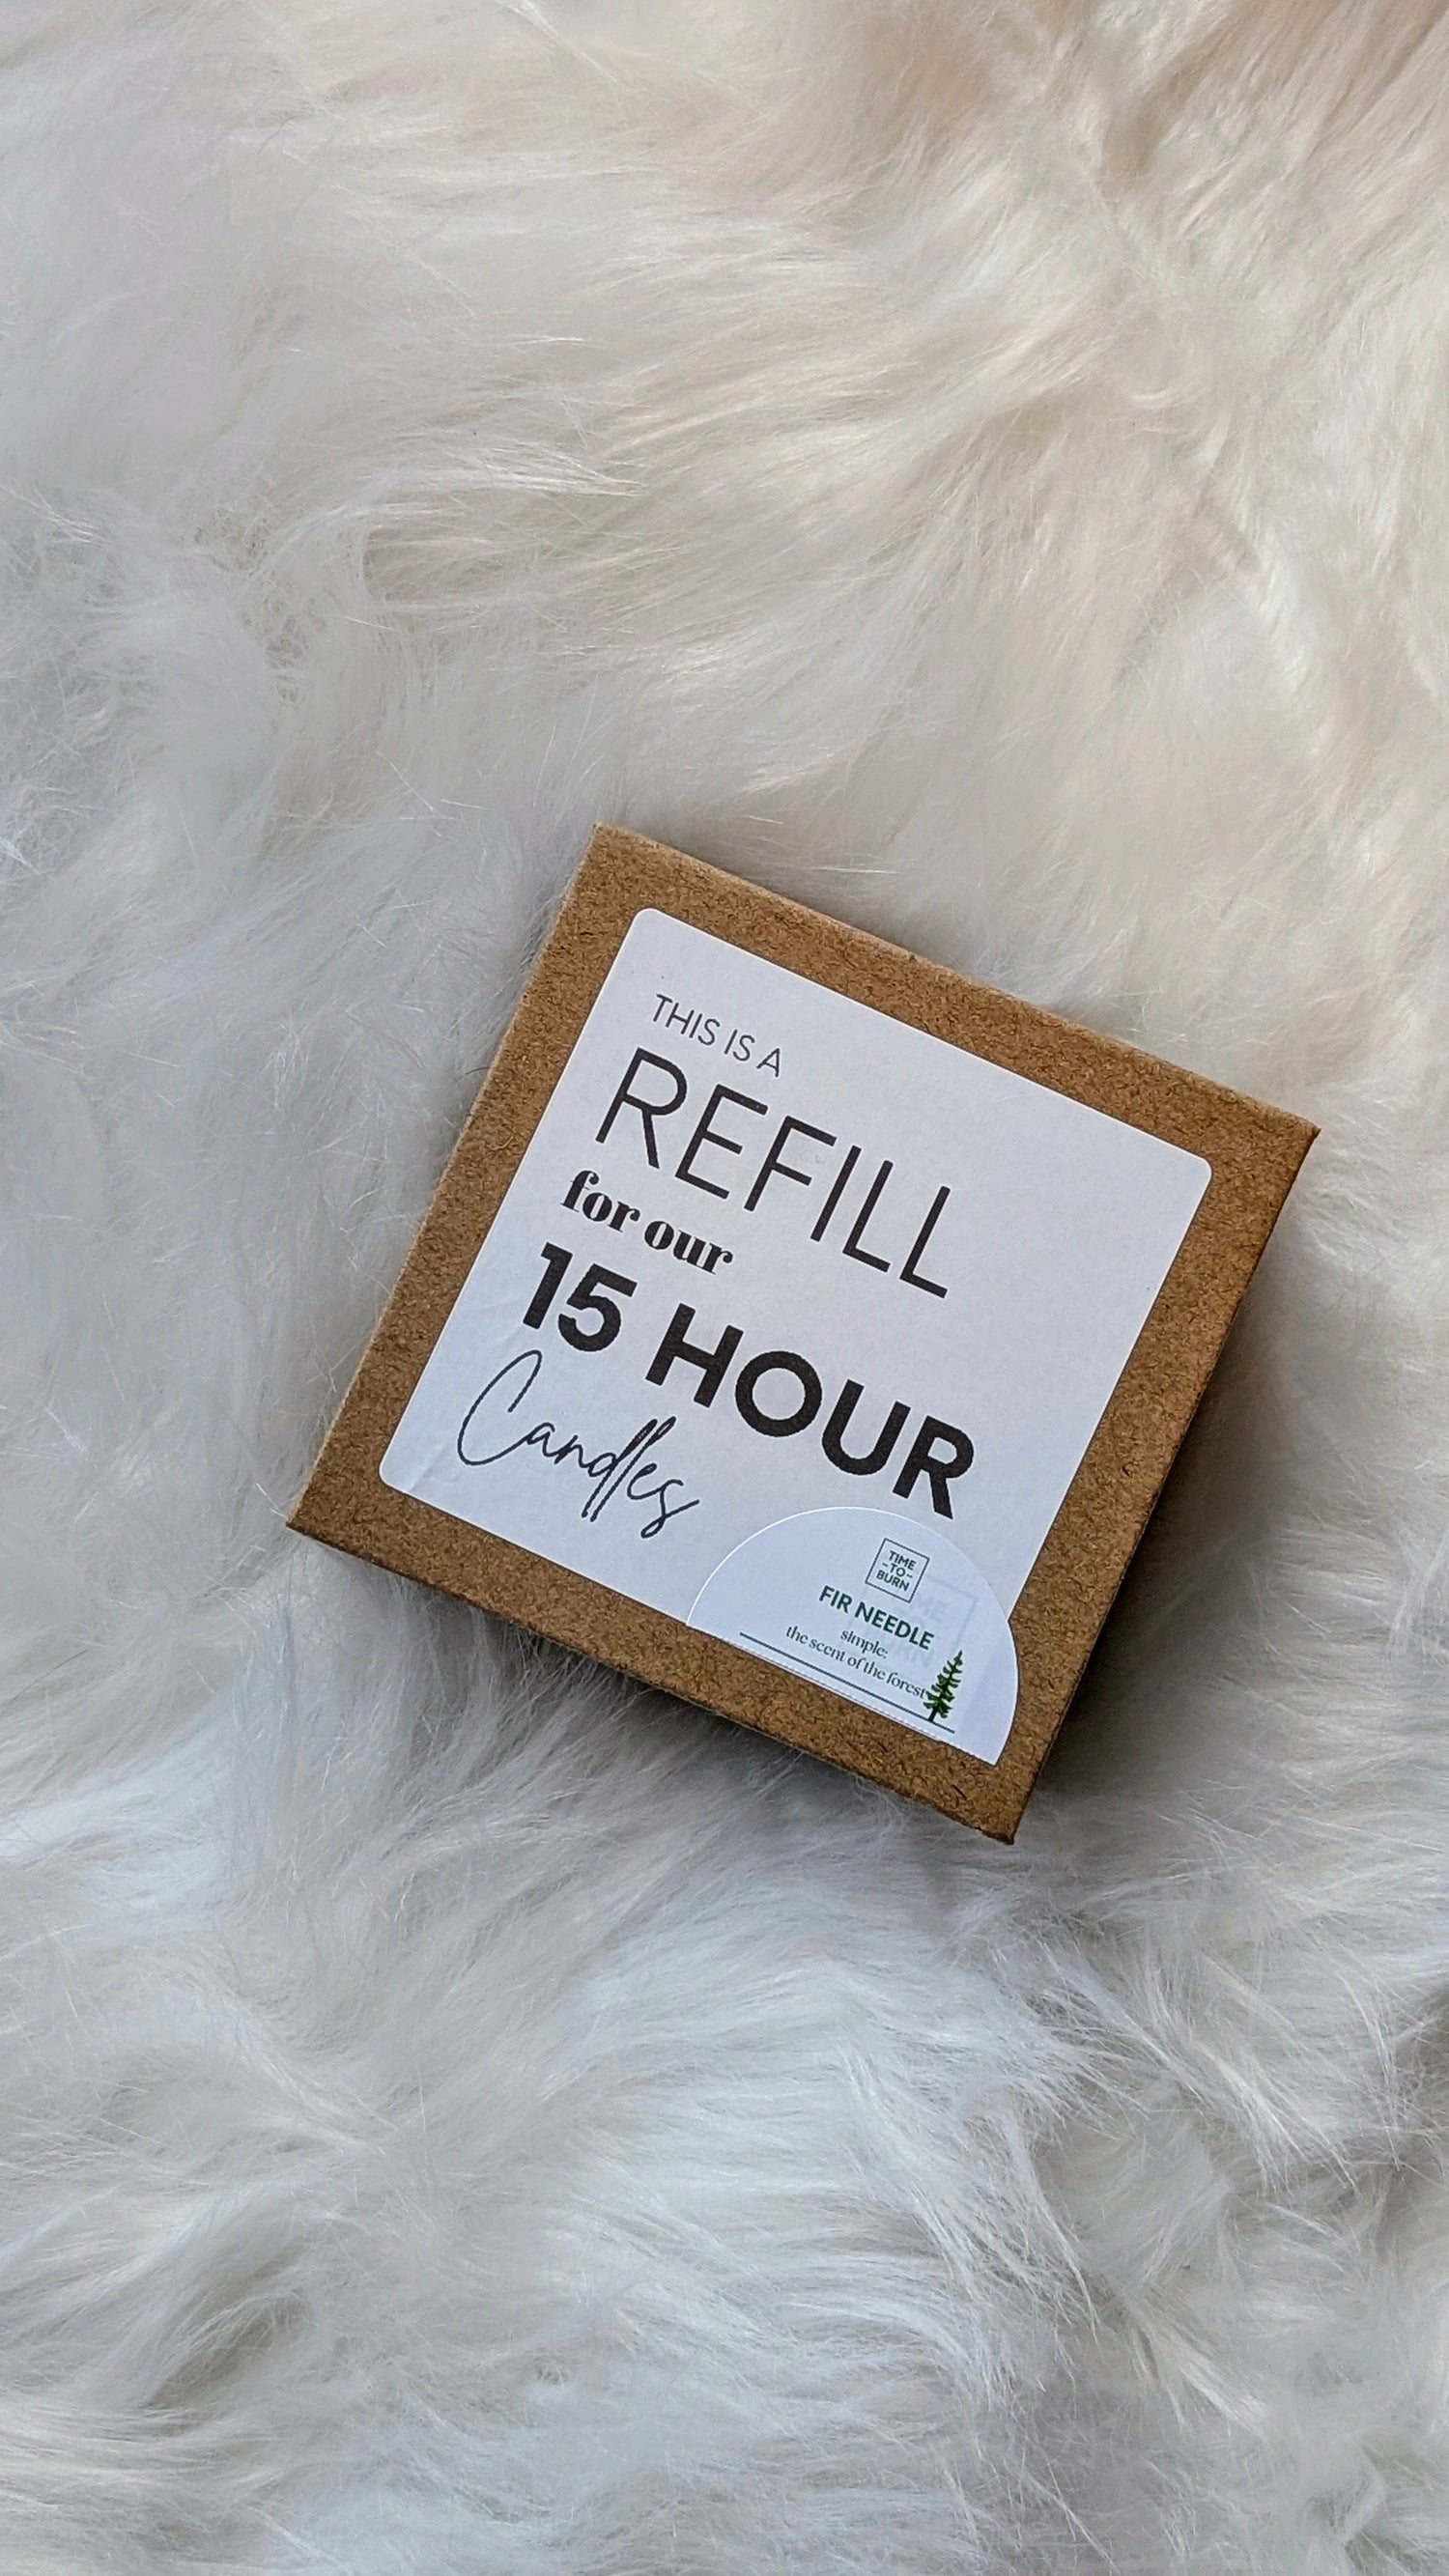 THIS IS A
REFILL
for our
15 HOUR
Candles
TIME
-TO-
BURN
FIR NEEDLE
simple:
the scent of the forest